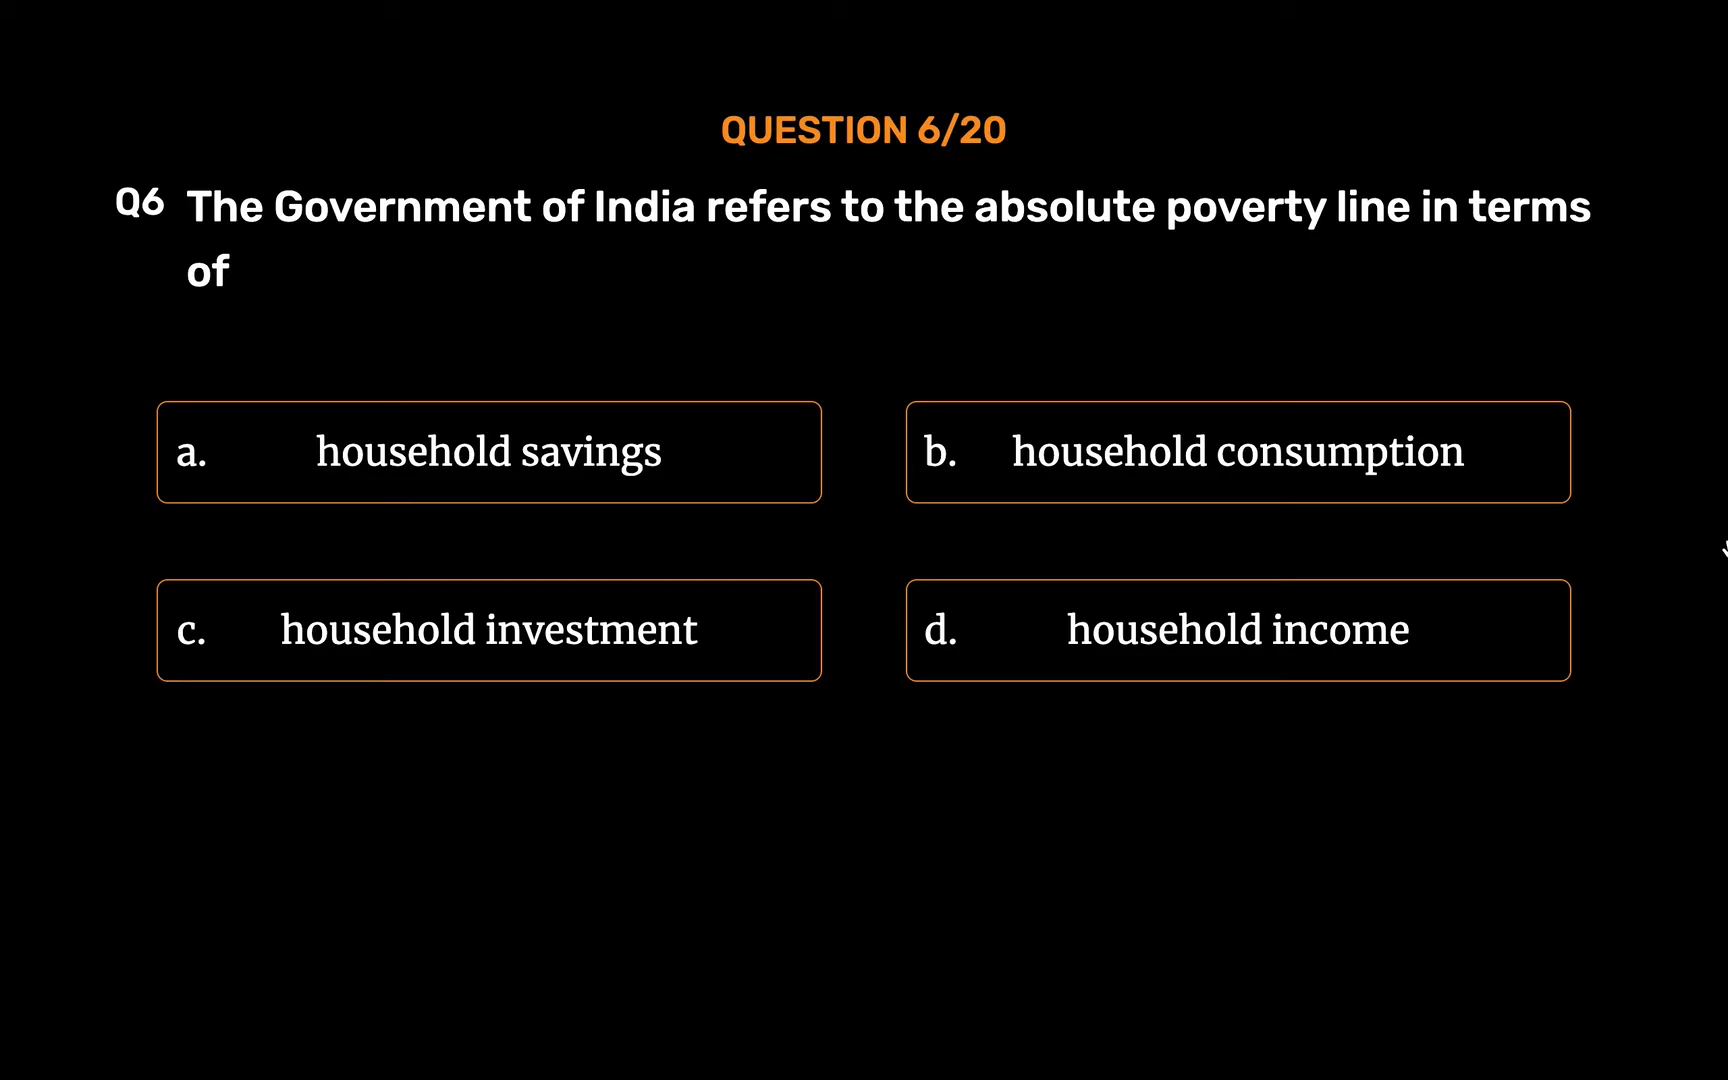 QUESTION 6/20
Q6 The Government of India refers to the absolute poverty line in terms
of
a. household savings
b. household consumption
c. household investment
d. household income